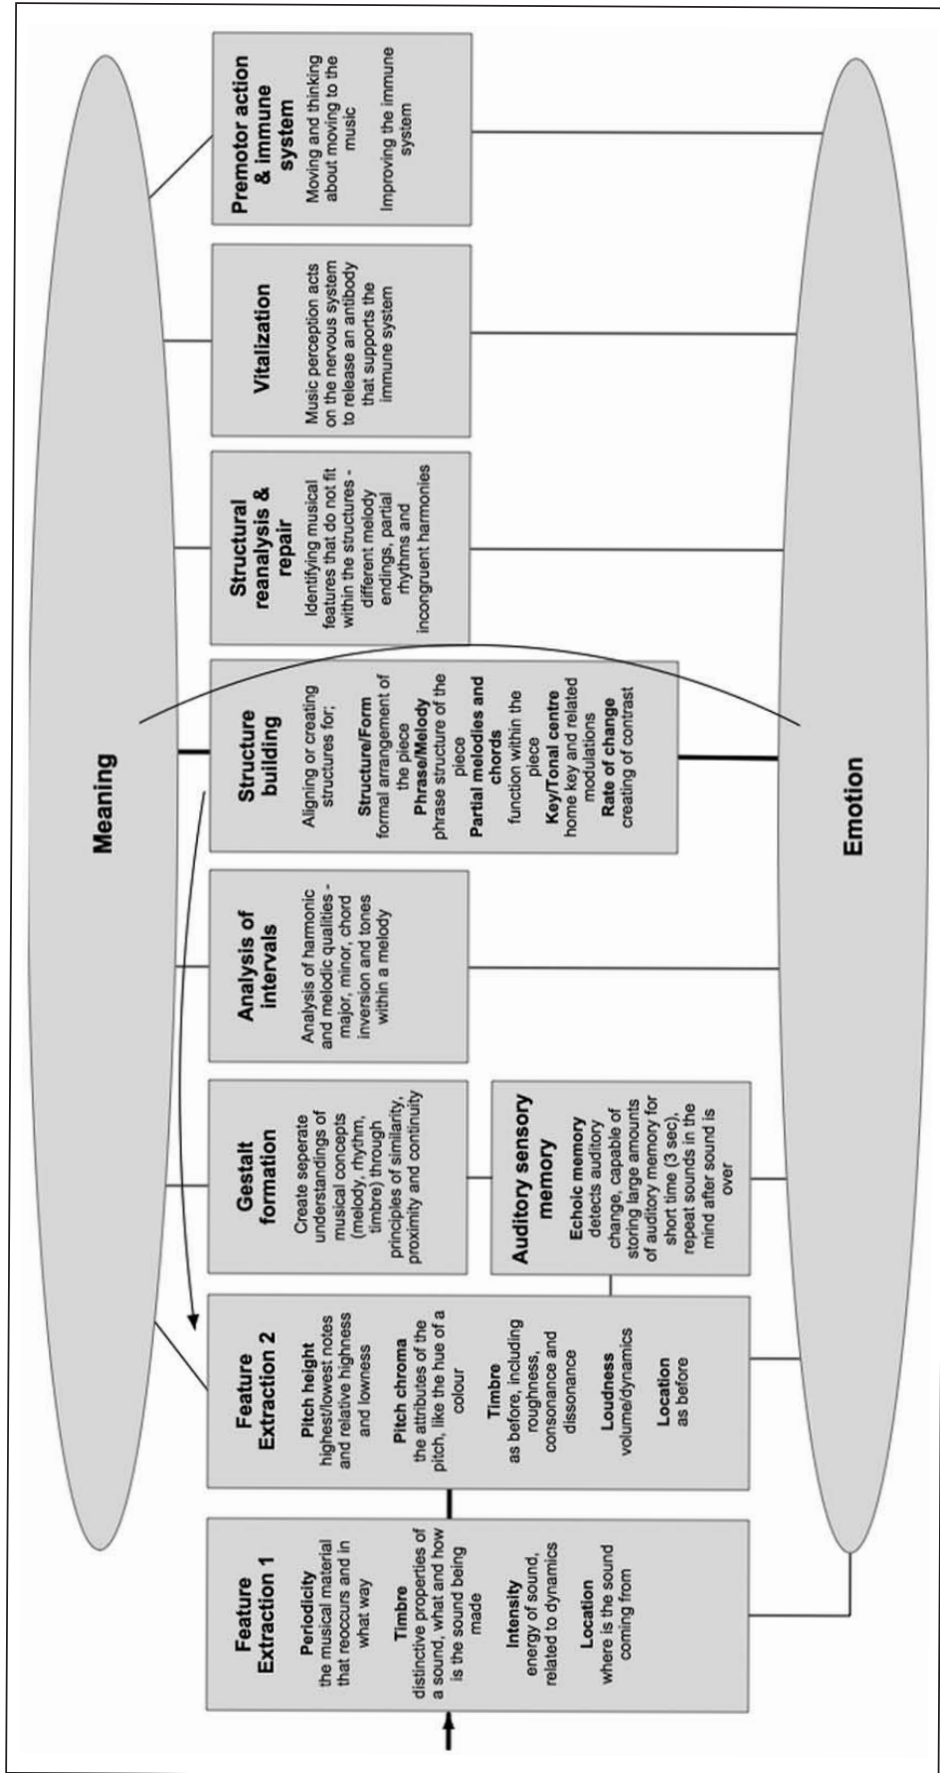 Meaning
Feature
Extraction 1
Periodicity
the musical material
that reoccurs and in
what way
Timbre
distinctive properties of
a sound, what and how
is the sound being
made
Intensity
energy of sound,
related to dynamics
Location
where is the sound
coming from
Feature
Extraction 2
Pitch height
highest/lowest notes
and relative highness
and lowness
Pitch chroma
the attributes of the
pitch, like the hue of a
colour
Timbre
as before, including
roughness,
consonance and
dissonance
Loudness
volume/dynamics
Location
as before
Gestalt
formation
Create seperate
understandings of
musical concepts
(melody, rhythm,
timbre) through
principles of similarity,
proximity and continuity
Auditory sensory
memory
Echoic memory
detects auditory
change, capable of
storing large amounts
of auditory memory for
short time (3 sec),
repeat sounds in the
mind after sound is
over
Analysis of
intervals
Analysis of harmonic
and melodic qualities -
major, minor, chord
inversion and tones
within a melody
Structure
building
Aligning or creating
structures for;
Structure/Form
formal arrangement of
the piece
Phrase/Melody
phrase structure of the
piece
Partial melodies and
chords
function within the
piece
Key/Tonal centre
home key and related
modulations
Rate of change
creating of contrast
Structural
reanalysis &
repair
Identifying musical
features that do not fit
within the structures -
different melody
endings, partial
rhythms and
incongruent harmonies
Vitalization
Music perception acts
on the nervous system
to release an antibody
that supports the
immune system
Premotor action
& immune
system
Moving and thinking
about moving to the
music
Improving the immune
system
Emotion